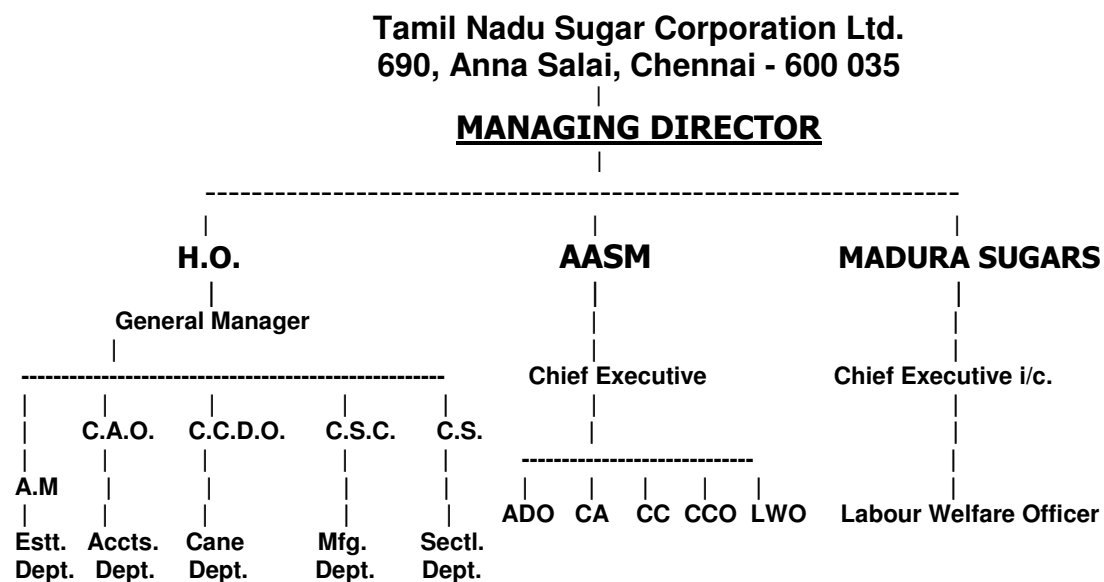 Tamil Nadu Sugar Corporation Ltd.
690, Anna Salai, Chennai - 600 035
MANAGING DIRECTOR
H.O. AASM MADURA SUGARS
General Manager
Chief Executive Chief Executive i/c.
C.A.O. C.C.D.O. C.S.C. C.S.
A.M
ADO CA CC CCO LWO Labour Welfare Officer
Estt. Accts. Cane Mfg. Sectl.
Dept. Dept. Dept. Dept. Dept.